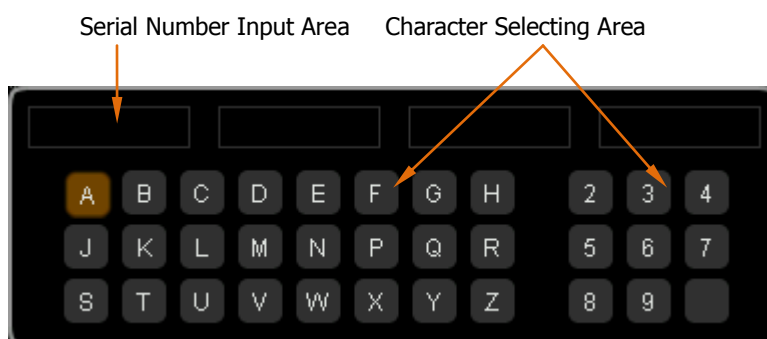 Serial Number Input Area Character Selecting Area
A B C D E F G H 2 3 4
J K L M N P Q R 5 6 7
S T U V W X Y Z 8 9